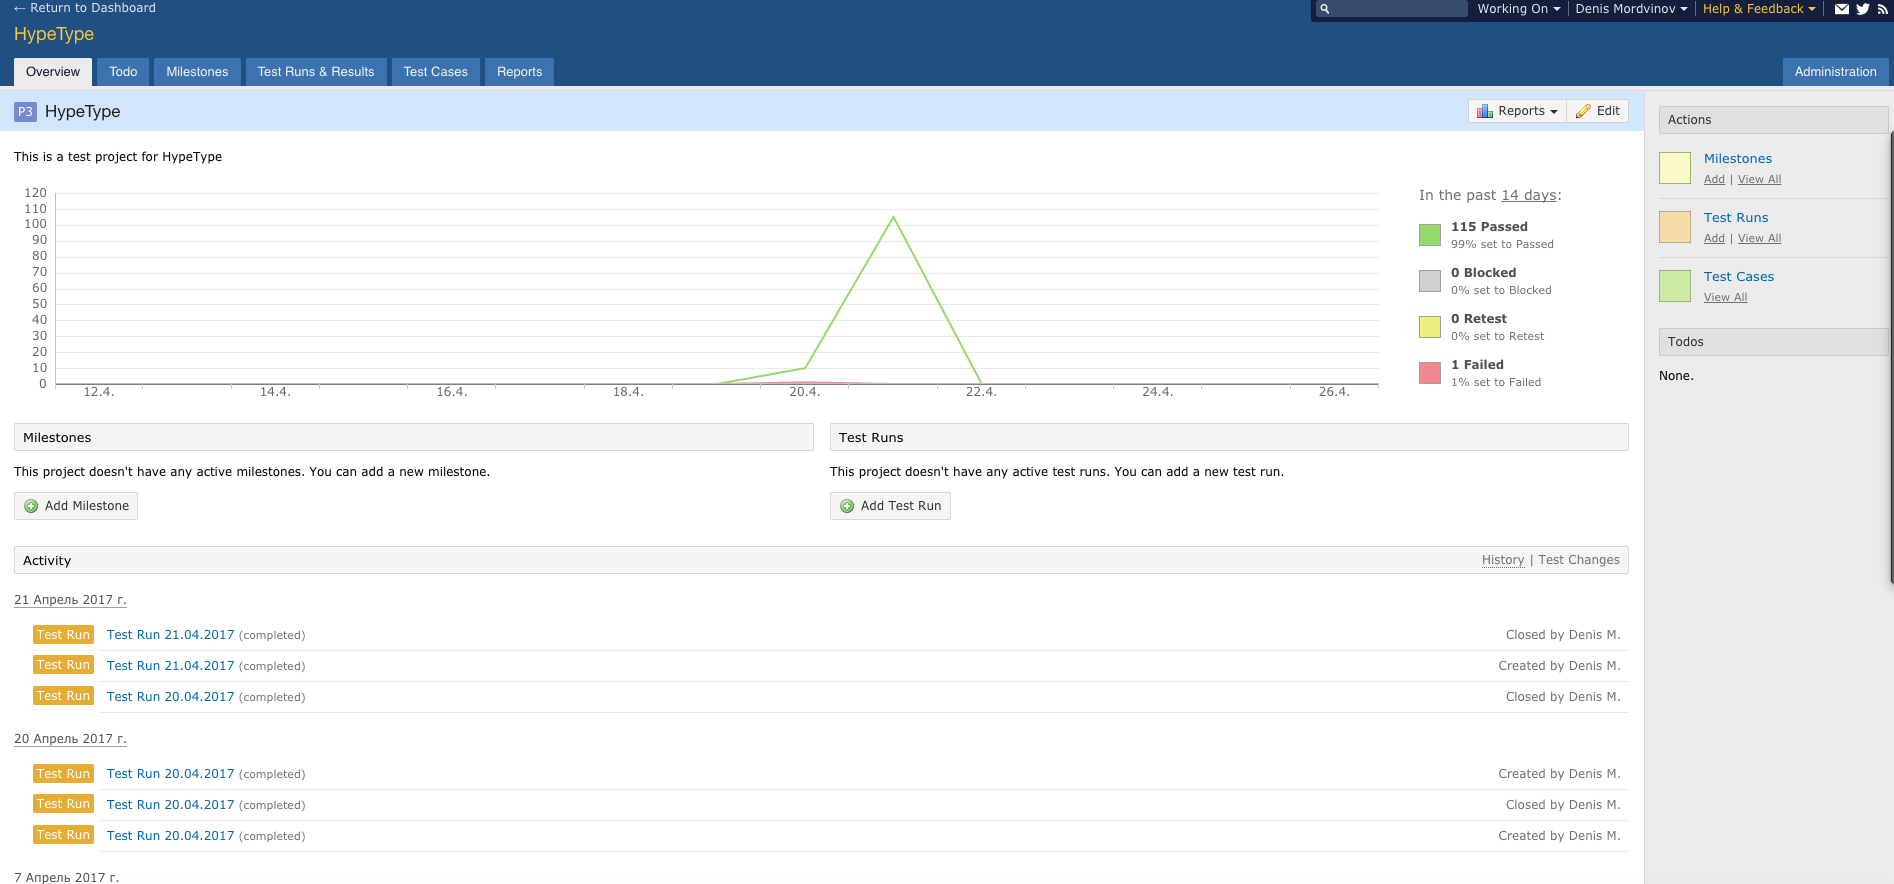 ← Return to Dashboard
Working On
Denis Mordvinov
Help & Feedback
HypeType
Overview
Todo
Milestones
Test Runs & Results
Test Cases
Reports
Administration
P3 HypeType
Reports
Edit
This is a test project for HypeType
120
110
100
90
80
70
60
50
40
30
20
10
0
12.4.
14.4.
16.4.
18.4.
20.4.
22.4.
24.4.
26.4.
In the past 14 days:
115 Passed
99% set to Passed
0 Blocked
0% set to Blocked
0 Retest
0% set to Retest
1 Failed
1% set to Failed
Milestones
This project doesn't have any active milestones. You can add a new milestone.
Add Milestone
Test Runs
This project doesn't have any active test runs. You can add a new test run.
Add Test Run
Activity
History | Test Changes
21 Апрель 2017 г.
Test Run Test Run 21.04.2017 (completed) Closed by Denis M.
Test Run Test Run 21.04.2017 (completed) Created by Denis M.
Test Run Test Run 20.04.2017 (completed) Closed by Denis M.
20 Апрель 2017 г.
Test Run Test Run 20.04.2017 (completed) Created by Denis M.
Test Run Test Run 20.04.2017 (completed) Closed by Denis M.
Test Run Test Run 20.04.2017 (completed) Created by Denis M.
7 Апрель 2017 г.
Actions
Milestones
Add | View All
Test Runs
Add | View All
Test Cases
View All
Todos
None.